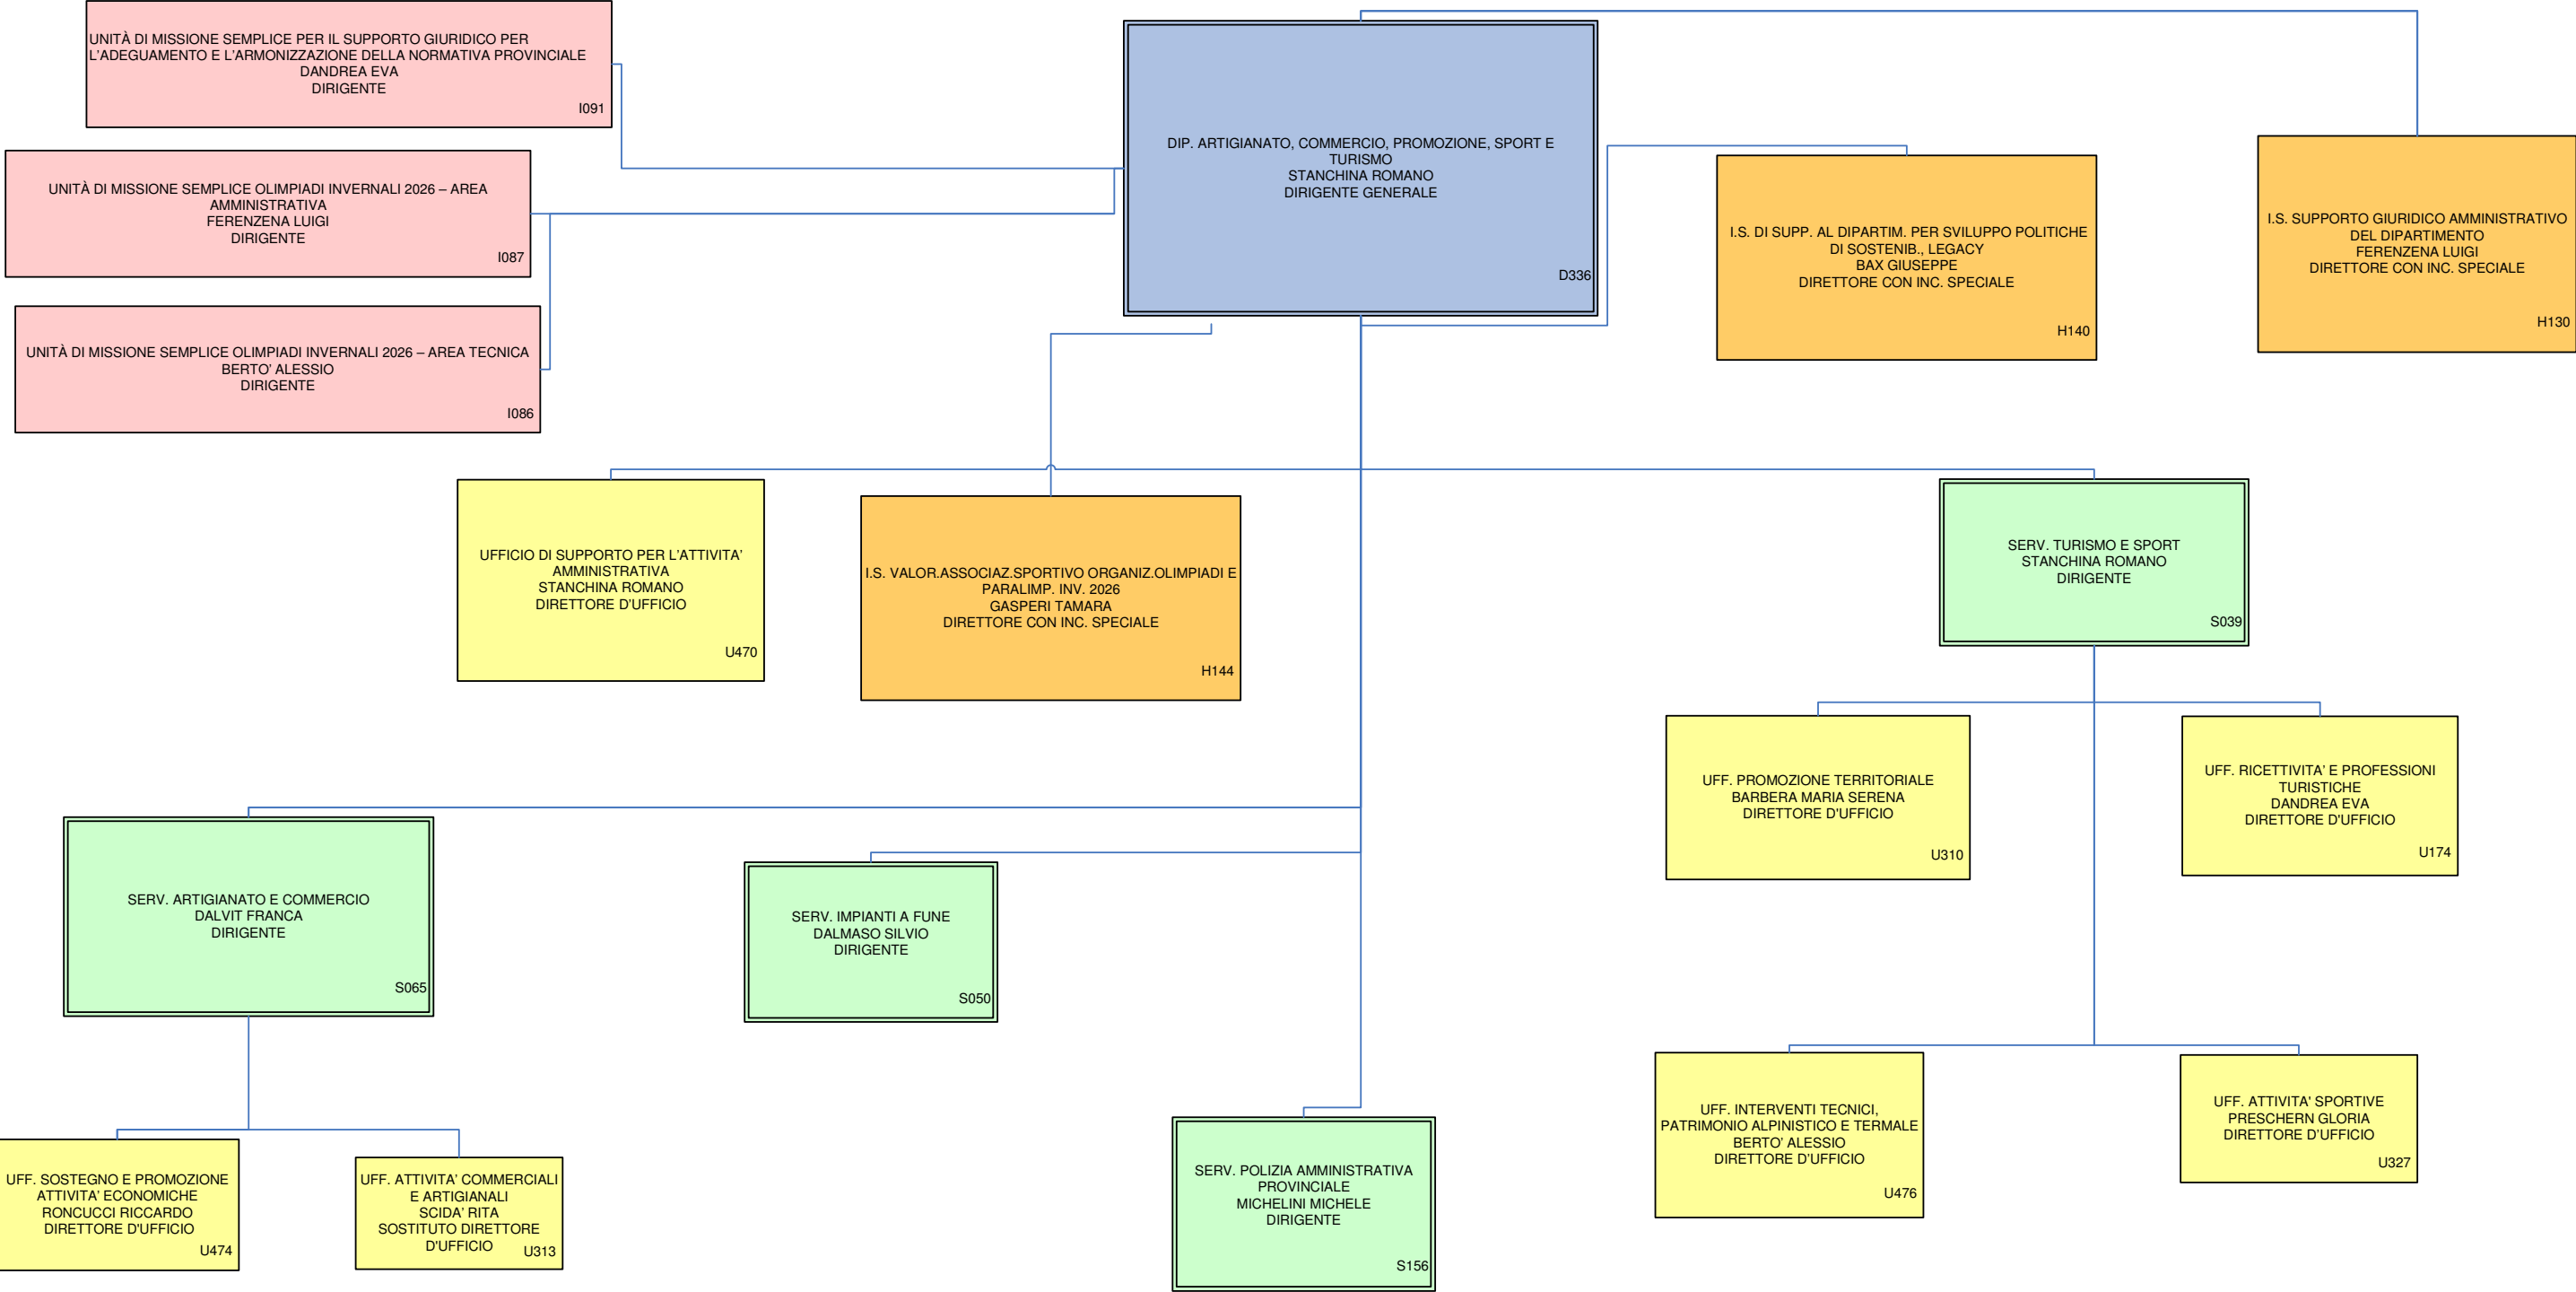 UNITÀ DI MISSIONE SEMPLICE PER IL SUPPORTO GIURIDICO PER
L'ADEGUAMENTO E L'ARMONIZZAZIONE DELLA NORMATIVA PROVINCIALE
DANDREA EVA
DIRIGENTE
I091
UNITÀ DI MISSIONE SEMPLICE OLIMPIADI INVERNALI 2026 – AREA
AMMINISTRATIVA
FERENZENA LUIGI
DIRIGENTE
I087
UNITÀ DI MISSIONE SEMPLICE OLIMPIADI INVERNALI 2026 – AREA TECNICA
BERTO' ALESSIO
DIRIGENTE
I086
DIP. ARTIGIANATO, COMMERCIO, PROMOZIONE, SPORT E
TURISMO
STANCHINA ROMANO
DIRIGENTE GENERALE
D336
I.S. DI SUPP. AL DIPARTIM. PER SVILUPPO POLITICHE
DI SOSTENIB., LEGACY
BAX GIUSEPPE
DIRETTORE CON INC. SPECIALE
H140
I.S. SUPPORTO GIURIDICO AMMINISTRATIVO
DEL DIPARTIMENTO
FERENZENA LUIGI
DIRETTORE CON INC. SPECIALE
H130
UFFICIO DI SUPPORTO PER L'ATTIVITA'
AMMINISTRATIVA
STANCHINA ROMANO
DIRETTORE D'UFFICIO
U470
I.S. VALOR.ASSOCIAZ.SPORTIVO ORGANIZ.OLIMPIADI E
PARALIMP. INV. 2026
GASPERI TAMARA
DIRETTORE CON INC. SPECIALE
H144
SERV. TURISMO E SPORT
STANCHINA ROMANO
DIRIGENTE
S039
UFF. PROMOZIONE TERRITORIALE
BARBERA MARIA SERENA
DIRETTORE D'UFFICIO
U310
UFF. RICETTIVITA' E PROFESSIONI
TURISTICHE
DANDREA EVA
DIRETTORE D'UFFICIO
U174
SERV. ARTIGIANATO E COMMERCIO
DALVIT FRANCA
DIRIGENTE
S065
SERV. IMPIANTI A FUNE
DALMASO SILVIO
DIRIGENTE
S050
UFF. SOSTEGNO E PROMOZIONE
ATTIVITA' ECONOMICHE
RONCUCCI RICCARDO
DIRETTORE D'UFFICIO
U474
UFF. ATTIVITA' COMMERCIALI
E ARTIGIANALI
SCIDA' RITA
SOSTITUTO DIRETTORE
D'UFFICIO
U313
SERV. POLIZIA AMMINISTRATIVA
PROVINCIALE
MICHELINI MICHELE
DIRIGENTE
S156
UFF. INTERVENTI TECNICI,
PATRIMONIO ALPINISTICO E TERMALE
BERTO' ALESSIO
DIRETTORE D'UFFICIO
U476
UFF. ATTIVITA' SPORTIVE
PRESCHERN GLORIA
DIRETTORE D'UFFICIO
U327